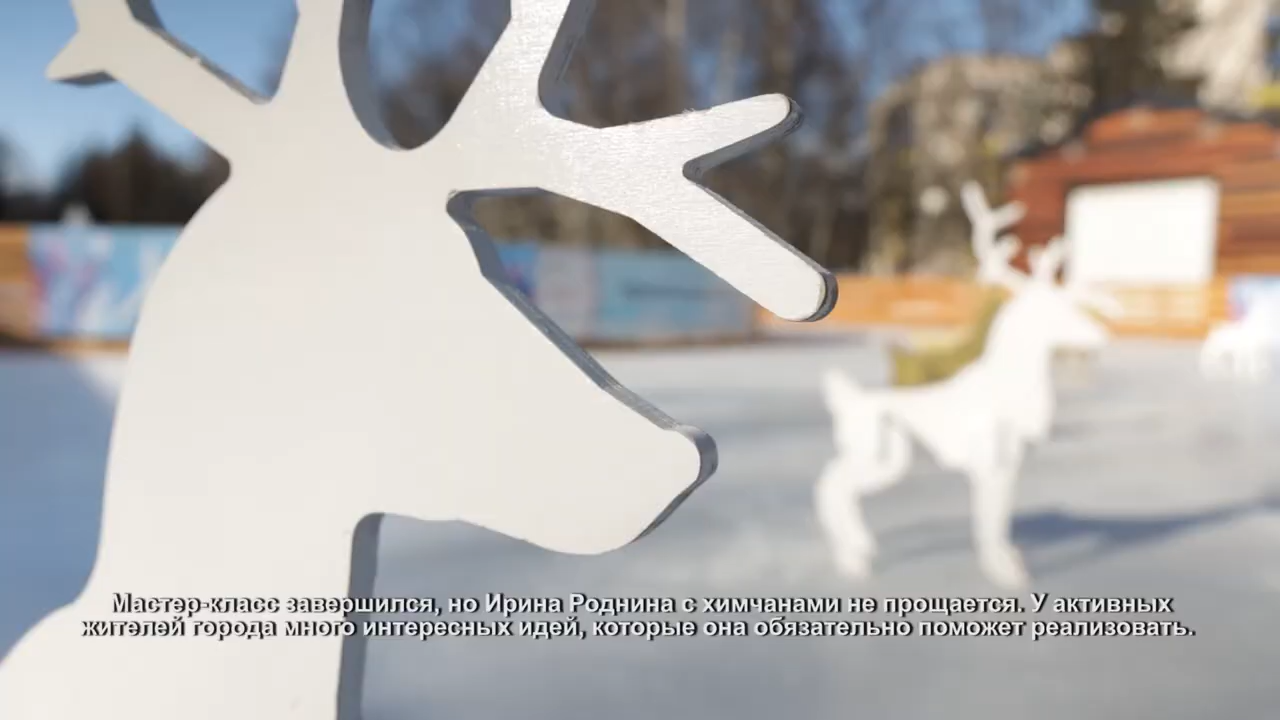 Мастер-класс завершился, но Ирина Роднина с химчанами не прощается. У активных
жителей города много интересных идей, которые она обязательно поможет реализовать.